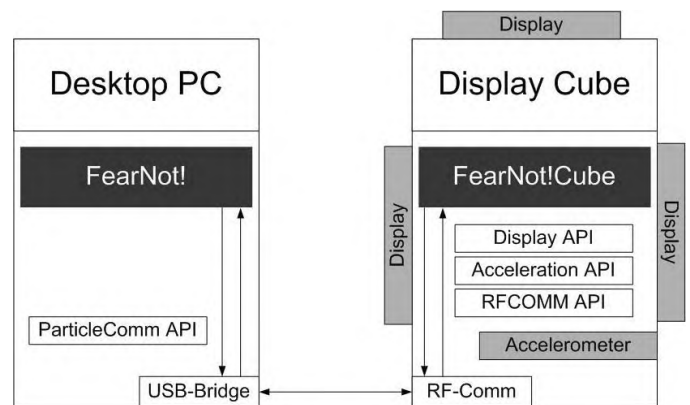 Display
Desktop PC
Display Cube
FearNot!
FearNot!Cube
Display
Display
Display API
Acceleration API
RFCOMM API
ParticleComm API
Accelerometer
USB-Bridge
RF-Comm